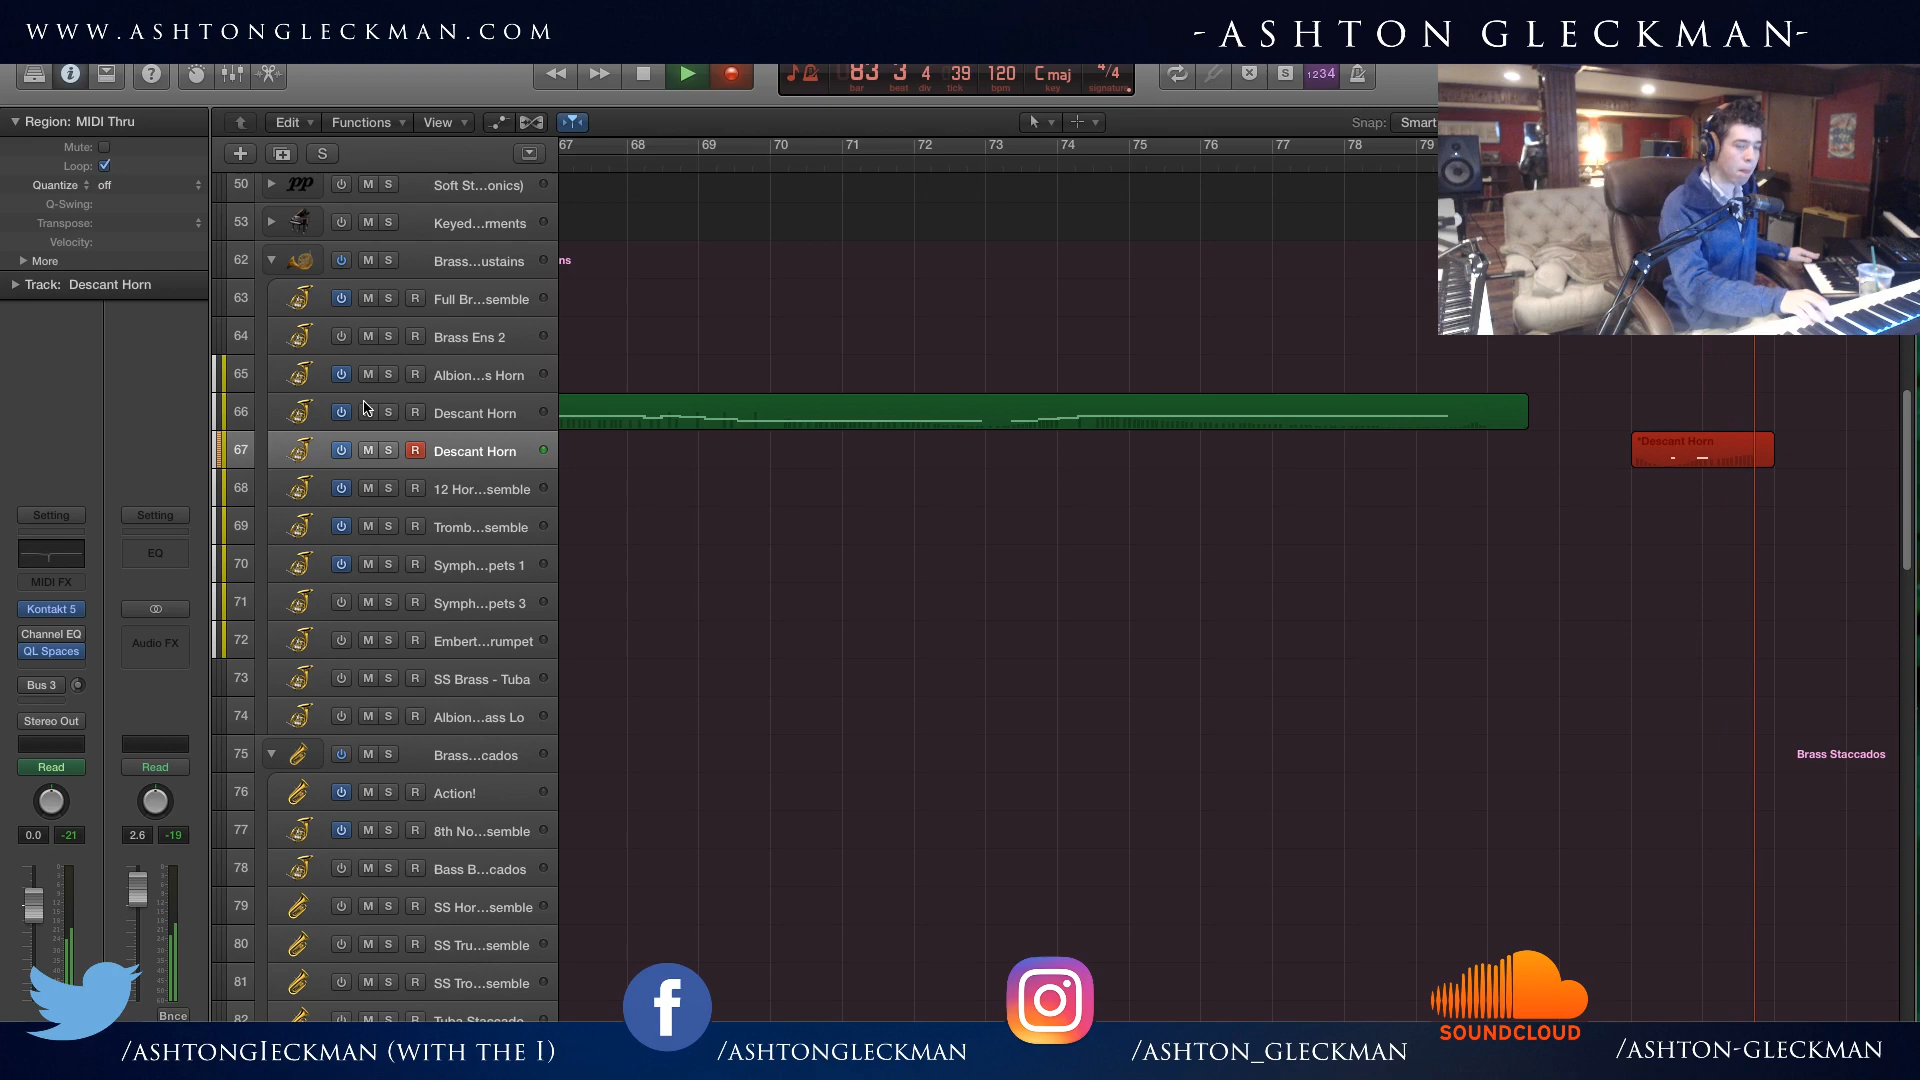 WWW.ASHTONGLECKMAN.COM
-ASHTON GLECKMAN-
83 3 4 39 120 C maj 4/4
bar beat div tick bpm key signature
S 1234
Region: MIDI Thru
Mute:
Loop:
Quantize off
Q-Swing:
Transpose:
Velocity:
More
Track: Descant Horn
Edit Functions View Snap: Smart
S
67 68 69 70 71 72 73 74 75 76 77 78 79
50 pp M S Soft St...onics)
53 M S Keyed...rments
62 M S Brass...ustains
ns
63 M S R Full Br...semble
64 M S R Brass Ens 2
65 M S R Albion...s Horn
66 S R Descant Horn
67 M S R Descant Horn
*Descant Horn
68 M S R 12 Hor...semble
69 M S R Tromb...semble
70 M S R Symph...pets 1
71 M S R Symph...pets 3
72 M S R Embert...rumpet
73 M S R SS Brass - Tuba
74 M S R Albion...ass Lo
75 M S Brass...cados
Brass Staccados
76 M S R Action!
77 M S R 8th No...semble
78 M S R Bass B...cados
79 M S R SS Hor...semble
80 M S R SS Tru...semble
81 M S R SS Tro...semble
82 M S R Tuba Staccado
Setting Setting
EQ
MIDI FX
Kontakt 5
Channel EQ
QL Spaces
Audio FX
Bus 3
Stereo Out
Read Read
0.0 -21 2.6 -19
Bnce
SOUNDCLOUD
/ASHTONGIECKMAN (WITH THE I)
/ASHTONGLECKMAN
/ASHTON_GLECKMAN
/ASHTON-GLECKMAN